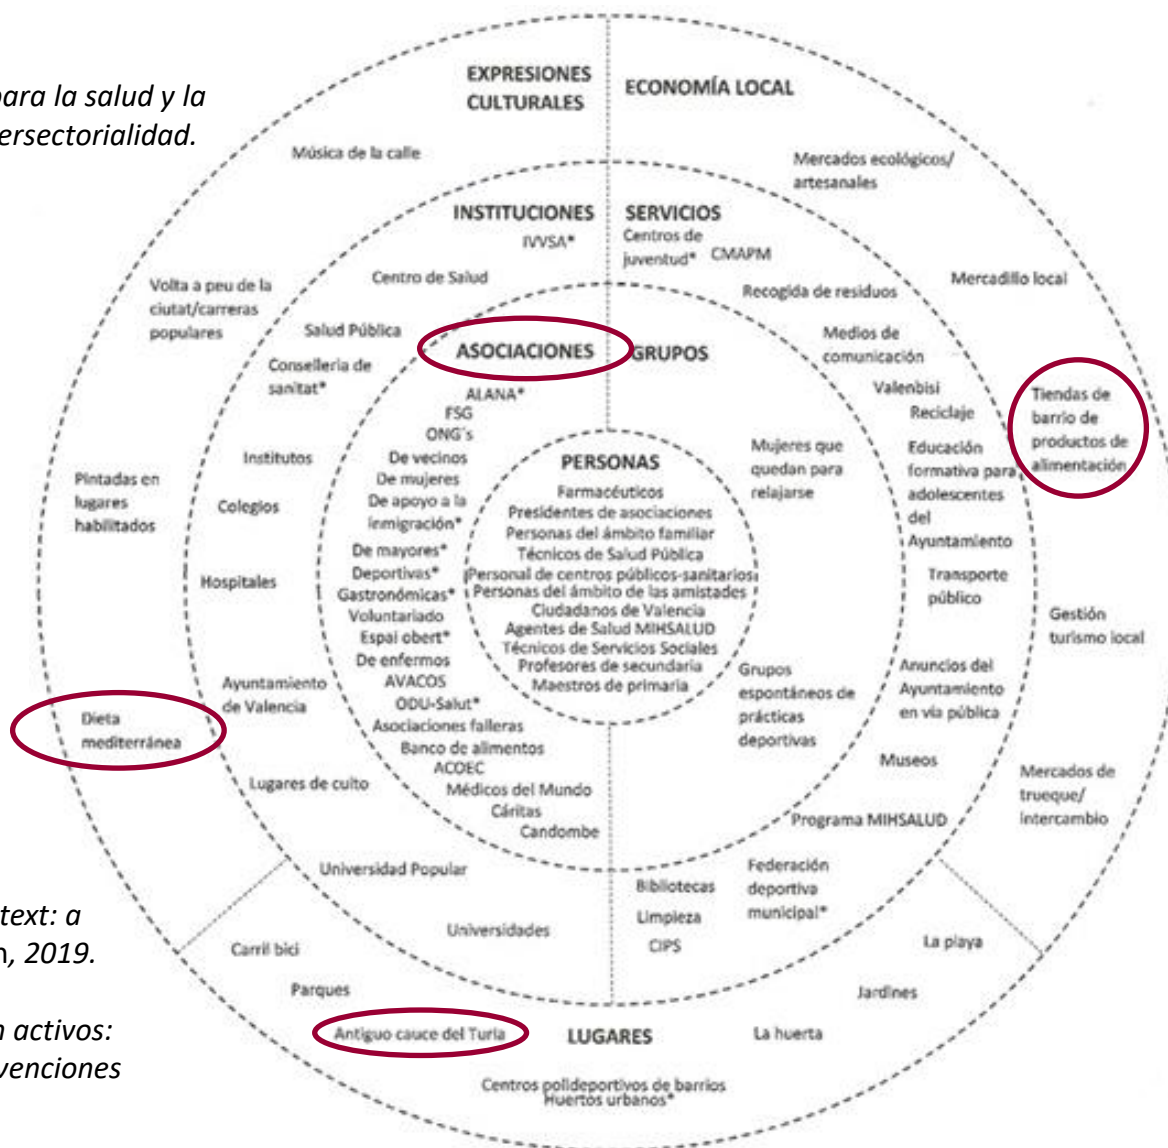 para la salud y la
ersectorialidad.
EXPRESIONES
CULTURALES
ECONOMÍA LOCAL
Música de la calle
Mercados ecológicos/
artesanales
INSTITUCIONES
IVVSA*
Centro de Salud
SERVICIOS
Centros de
juventud*
CMAPM
Recogida de residuos
Mercadillo local
Volta a peu de la
ciutat/carreras
populares
Salud Pública
Conselleria de
sanitat*
ASOCIACIONES
GRUPOS
Medios de
comunicación
Valenbisi
Reciclaje
Tiendas de
barrio de
productos de
alimentación
ALANA*
FSG
ONG´s
De vecinos
De mujeres
De apoyo a la
inmigración*
De mayores*
Deportivas*
Gastronómicas*
Voluntariado
Espai obert*
De enfermos
AVACOS
ODU-Salut*
Asociaciones falleras
Banco de alimentos
ACOEC
Médicos del Mundo
Cáritas
Candombe
PERSONAS
Farmacéuticos
Presidentes de asociaciones
Personas del ámbito familiar
Técnicos de Salud Pública
Personal de centros públicos-sanitarios
Personas del ámbito de las amistades
Ciudadanos de Valencia
Agentes de Salud MIHSALUD
Técnicos de Servicios Sociales
Profesores de secundaria
Maestros de primaria
Mujeres que
quedan para
relajarse
Grupos
espontáneos de
prácticas
deportivas
Educación
formativa para
adolescentes
del
Ayuntamiento
Transporte
público
Anuncios del
Ayuntamiento
en vía pública
Museos
Programa MIHSALUD
Federación
deportiva
municipal*
Bibliotecas
Limpieza
CIPS
Pintadas en
lugares
habilitados
Institutos
Colegios
Hospitales
Ayuntamiento
de Valencia
Lugares de culto
Universidad Popular
Universidades
Dieta
mediterránea
Gestión
turismo local
Mercados de
trueque/
intercambio
text: a
n, 2019.
n activos:
venciones
Carril bici
Parques
Antiguo cauce del Turia
LUGARES
La huerta
Jardines
La playa
Centros polideportivos de barrios
Huertos urbanos*